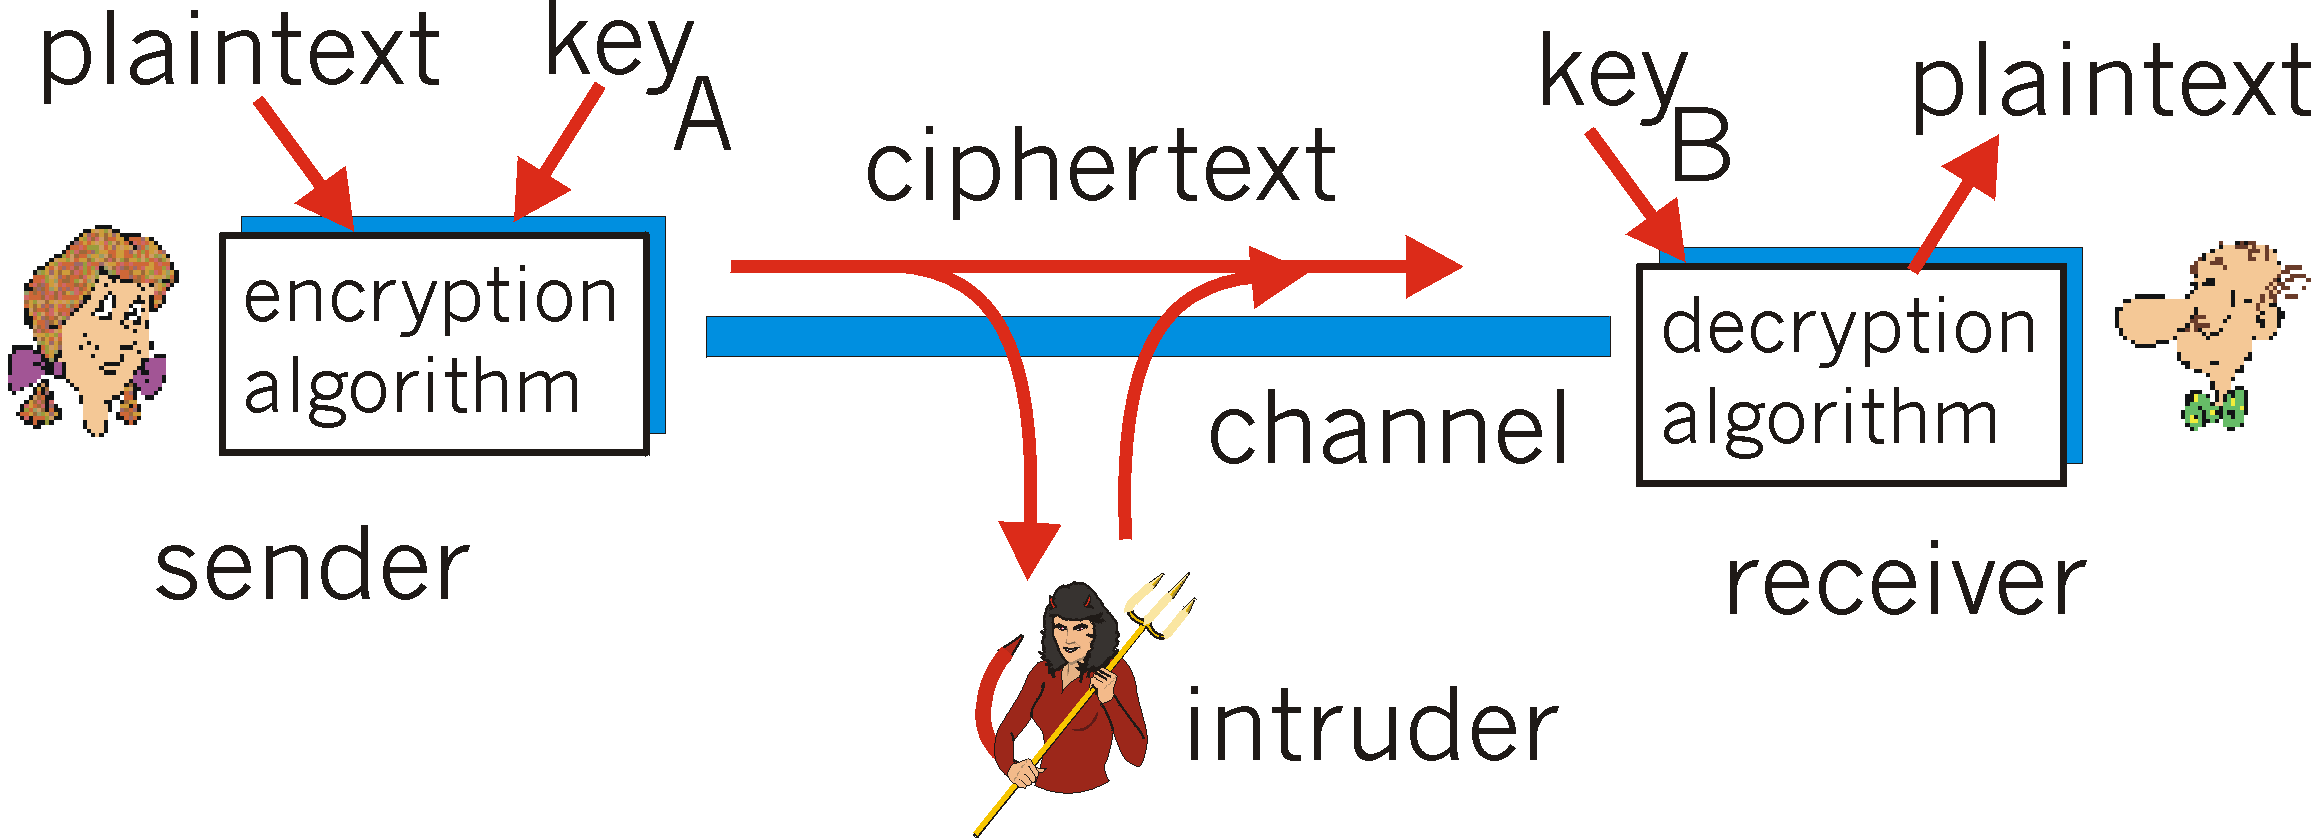 plaintext
key
A
ciphertext
key
B
plaintext
encryption
algorithm
channel
decryption
algorithm
sender
receiver
intruder